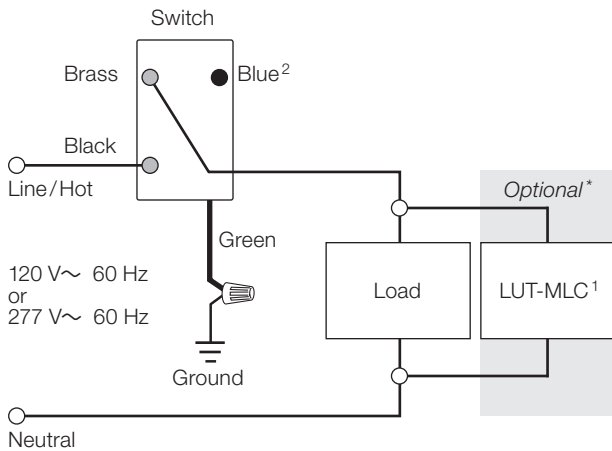 Switch
Brass
Blue²
Black
Line/Hot
Optional*
Green
120 V~ 60 Hz
or
277 V~ 60 Hz
Load
LUT-MLC¹
Ground
Neutral